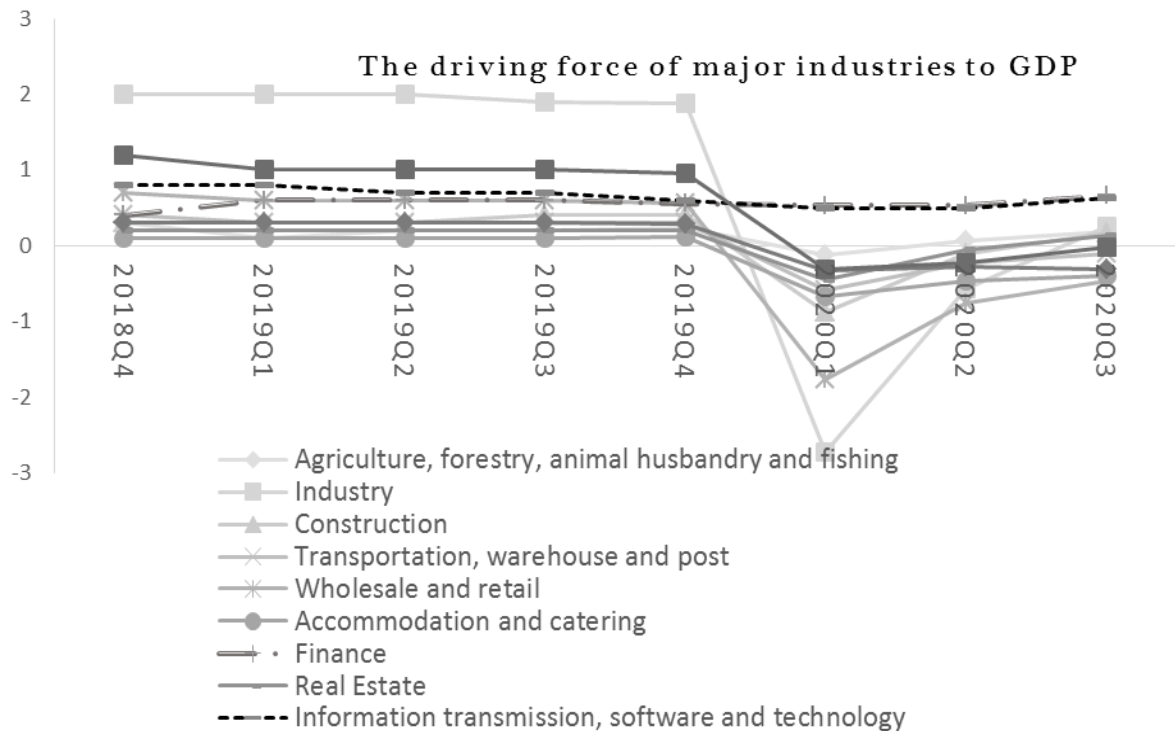 3
The driving force of major industries to GDP
2
1
0
2018Q4
2019Q1
2019Q2
2019Q3
2019Q4
2020Q1
2020Q2
2020Q3
-1
-2
-3
Agriculture, forestry, animal husbandry and fishing
Industry
Construction
Transportation, warehouse and post
Wholesale and retail
Accommodation and catering
Finance
Real Estate
Information transmission, software and technology